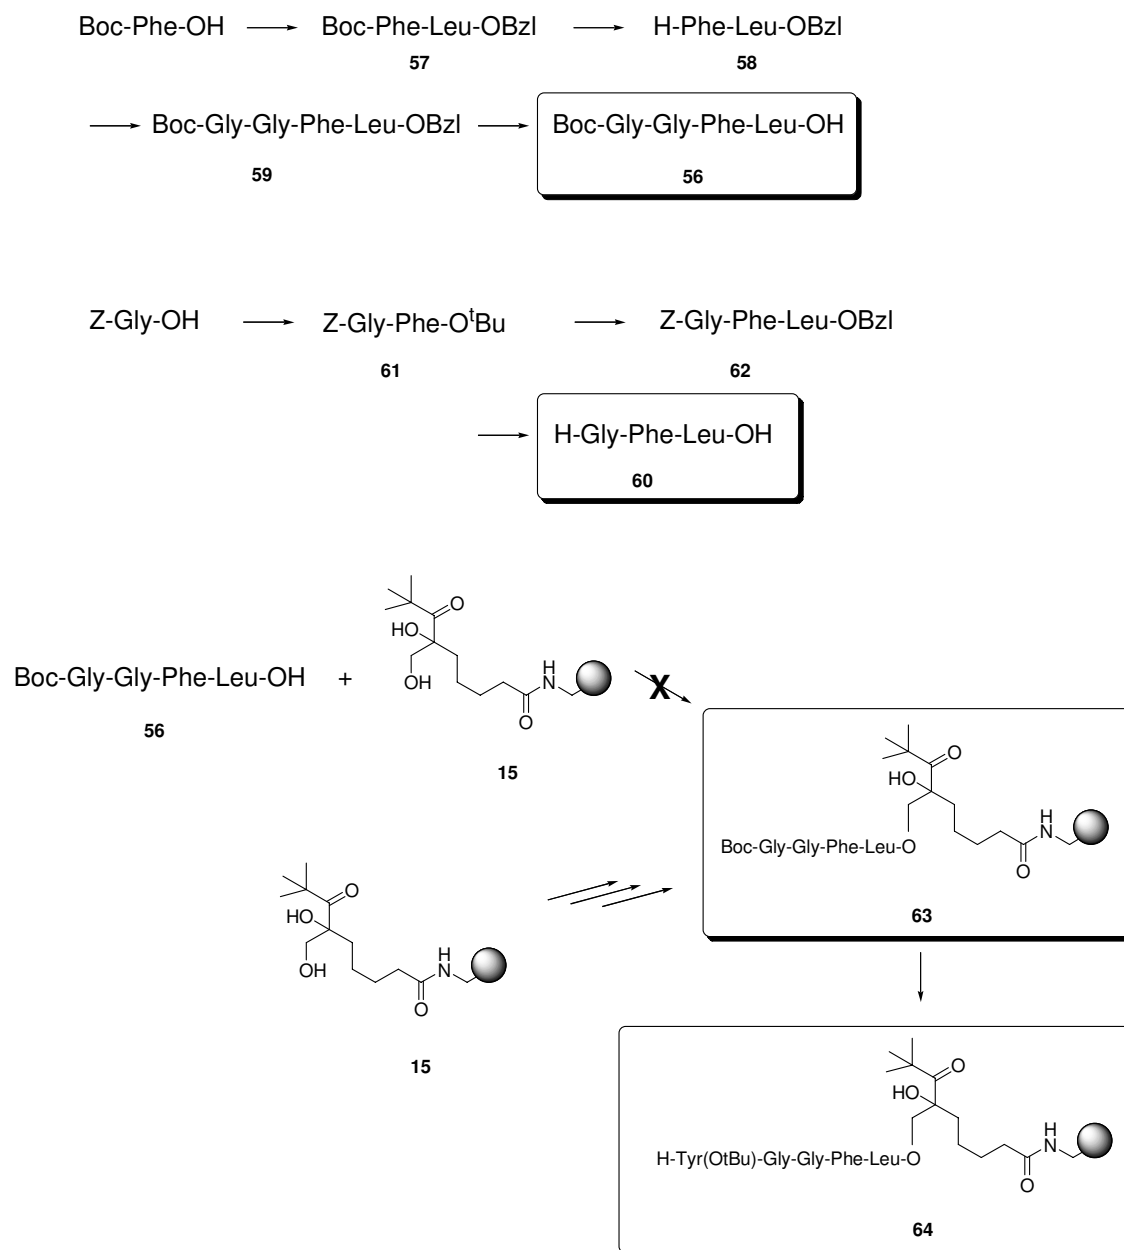 Boc-Phe-OH Boc-Phe-Leu-OBzl H-Phe-Leu-OBzl
57 58
Boc-Gly-Gly-Phe-Leu-OBzl Boc-Gly-Gly-Phe-Leu-OH
59 56
Z-Gly-OH Z-Gly-Phe-OᵗBu Z-Gly-Phe-Leu-OBzl
61 62
H-Gly-Phe-Leu-OH
60
O
HO
Boc-Gly-Gly-Phe-Leu-OH + OH H N X
O
56 15
O
HO
H N
Boc-Gly-Gly-Phe-Leu-O
O
63
O
HO
H N
OH
O
15
O
HO
H N
H-Tyr(OtBu)-Gly-Gly-Phe-Leu-O
O
64